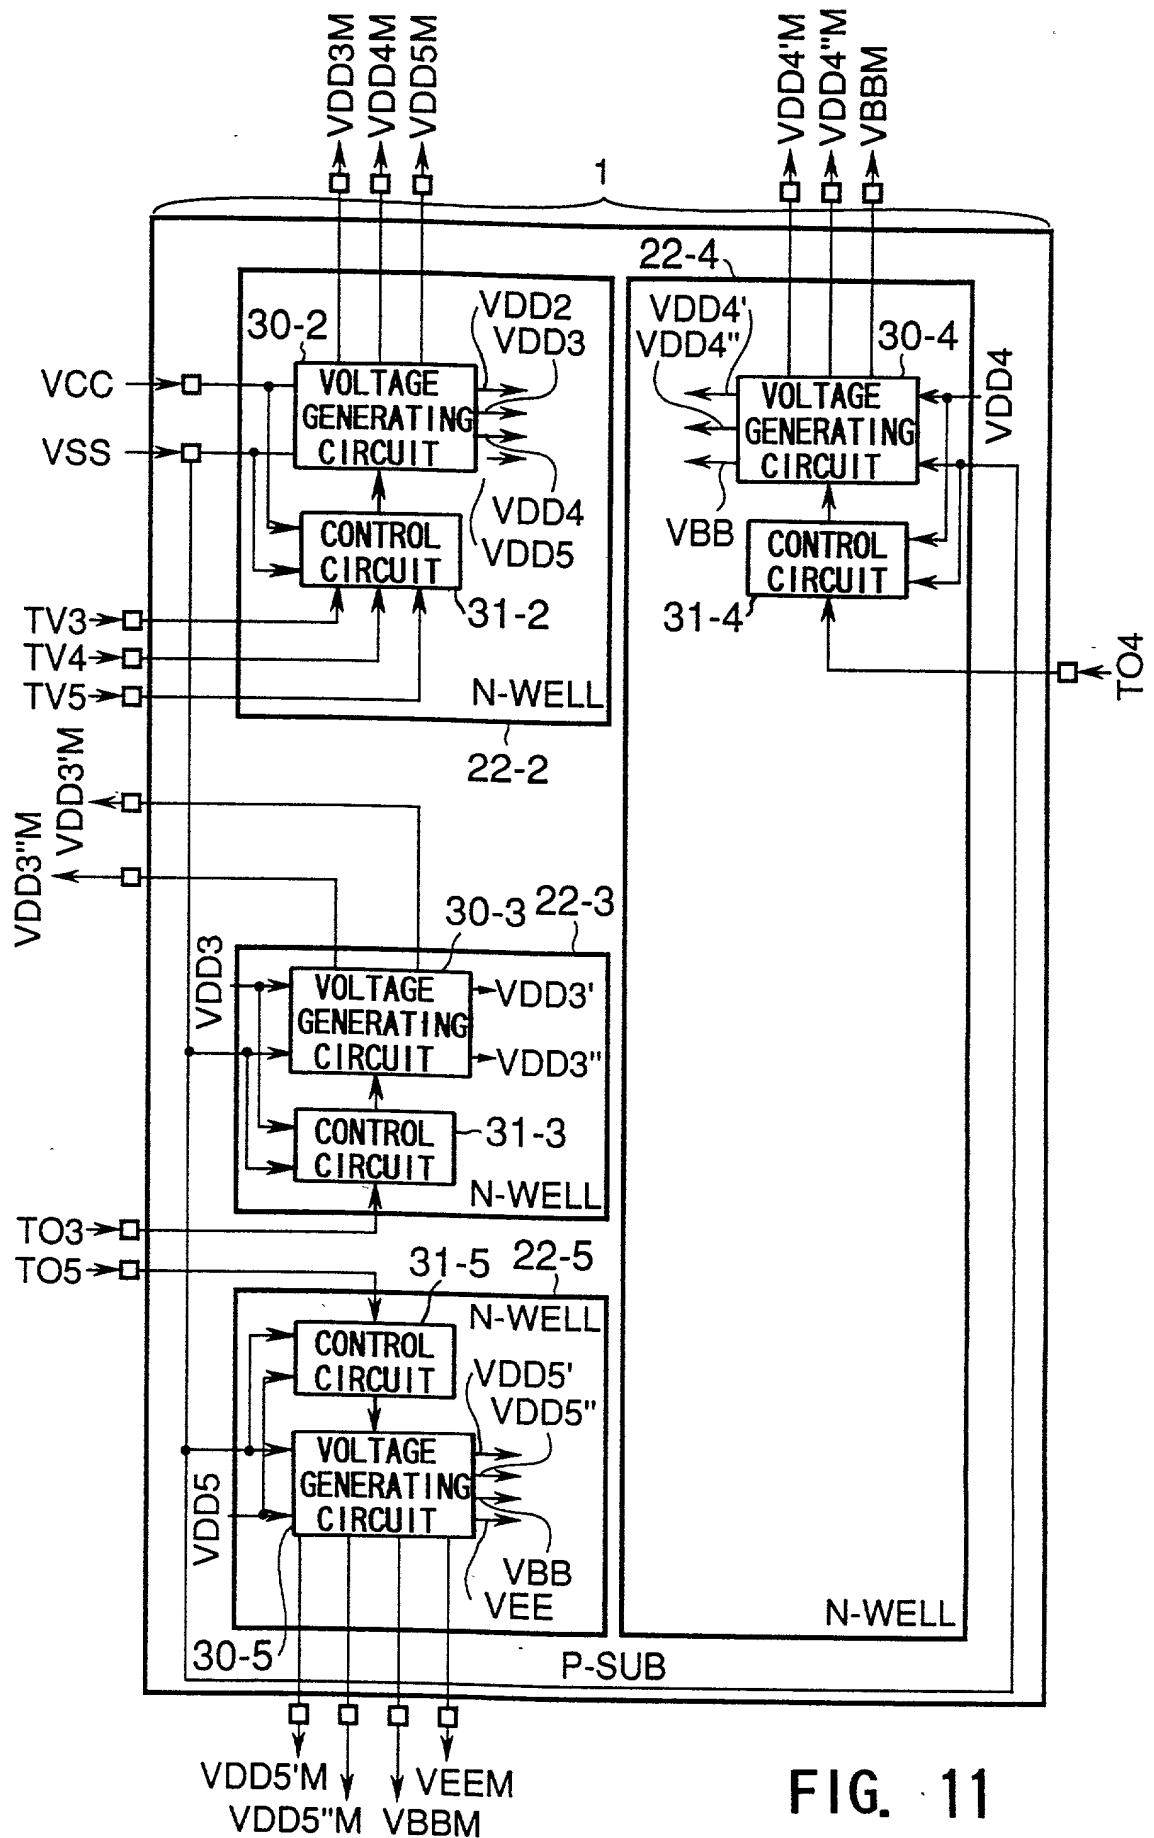 VDD3M
VDD4M
VDD5M
VDD4'M
VDD4"M
VBBM
1
22-4
30-2
VDD2
VDD3
VDD4'
VDD4"
30-4
VCC
VSS
VOLTAGE
GENERATING
CIRCUIT
VDD4
VDD5
CONTROL
CIRCUIT
31-2
VOLTAGE
GENERATING
CIRCUIT
VDD4
VBB
CONTROL
CIRCUIT
31-4
TV3
TV4
TV5
N-WELL
22-2
TO4
VDD3'M
VDD3"M
30-3
22-3
VDD3
VOLTAGE
GENERATING
CIRCUIT
VDD3'
VDD3"
CONTROL
CIRCUIT
31-3
N-WELL
TO3
TO5
31-5
22-5
N-WELL
CONTROL
CIRCUIT
VDD5'
VDD5"
VOLTAGE
GENERATING
CIRCUIT
VDD5
VBB
VEE
30-5
N-WELL
P-SUB
VDD5'M
VEEM
VDD5"M
VBBM
FIG. 11